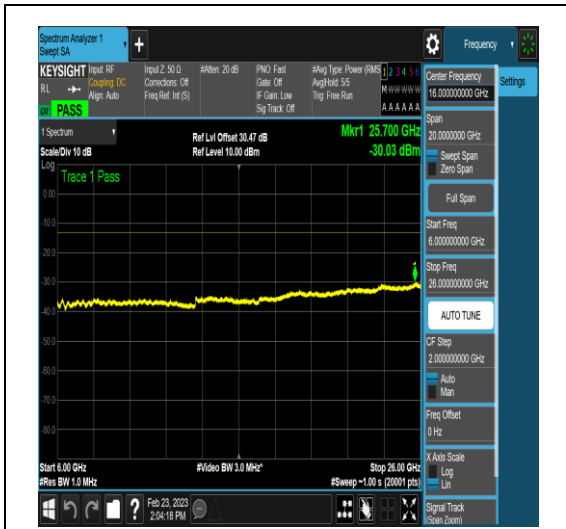 Spectrum Analyzer 1
Swept SA
Frequency
KEYSIGHT
RL
PASS
Input: RF
Coupling: DC
Align: Auto
Input Z: 50 Ω
Corrections: Off
Freq Ref: Int (S)
#Atten: 20 dB
PNO: Fast
Gate: Off
IF Gain: Low
Sig Track: Off
#Avg Type: Power (RMS
Avg|Hold: 5/5
Trig: Free Run
1 2 3 4 5 6
M W W W W W
A A A A A A
1 Spectrum
Scale/Div 10 dB
Ref Lvl Offset 30.47 dB
Ref Level 10.00 dBm
Mkr1 25.700 GHz
-30.03 dBm
Log
Trace 1 Pass
0.00
-10.0
-20.0
-30.0
-40.0
-50.0
-60.0
-70.0
-80.0
Start 6.00 GHz
#Res BW 1.0 MHz
#Video BW 3.0 MHz*
Stop 26.00 GHz
#Sweep ~1.00 s (20001 pts)
Feb 23, 2023
2:04:18 PM
Center Frequency
16.000000000 GHz
Settings
Span
20.0000000 GHz
Swept Span
Zero Span
Full Span
Start Freq
6.000000000 GHz
Stop Freq
26.000000000 GHz
AUTO TUNE
CF Step
2.000000000 GHz
Auto
Man
Freq Offset
0 Hz
X Axis Scale
Log
Lin
Signal Track
(Span Zoom)